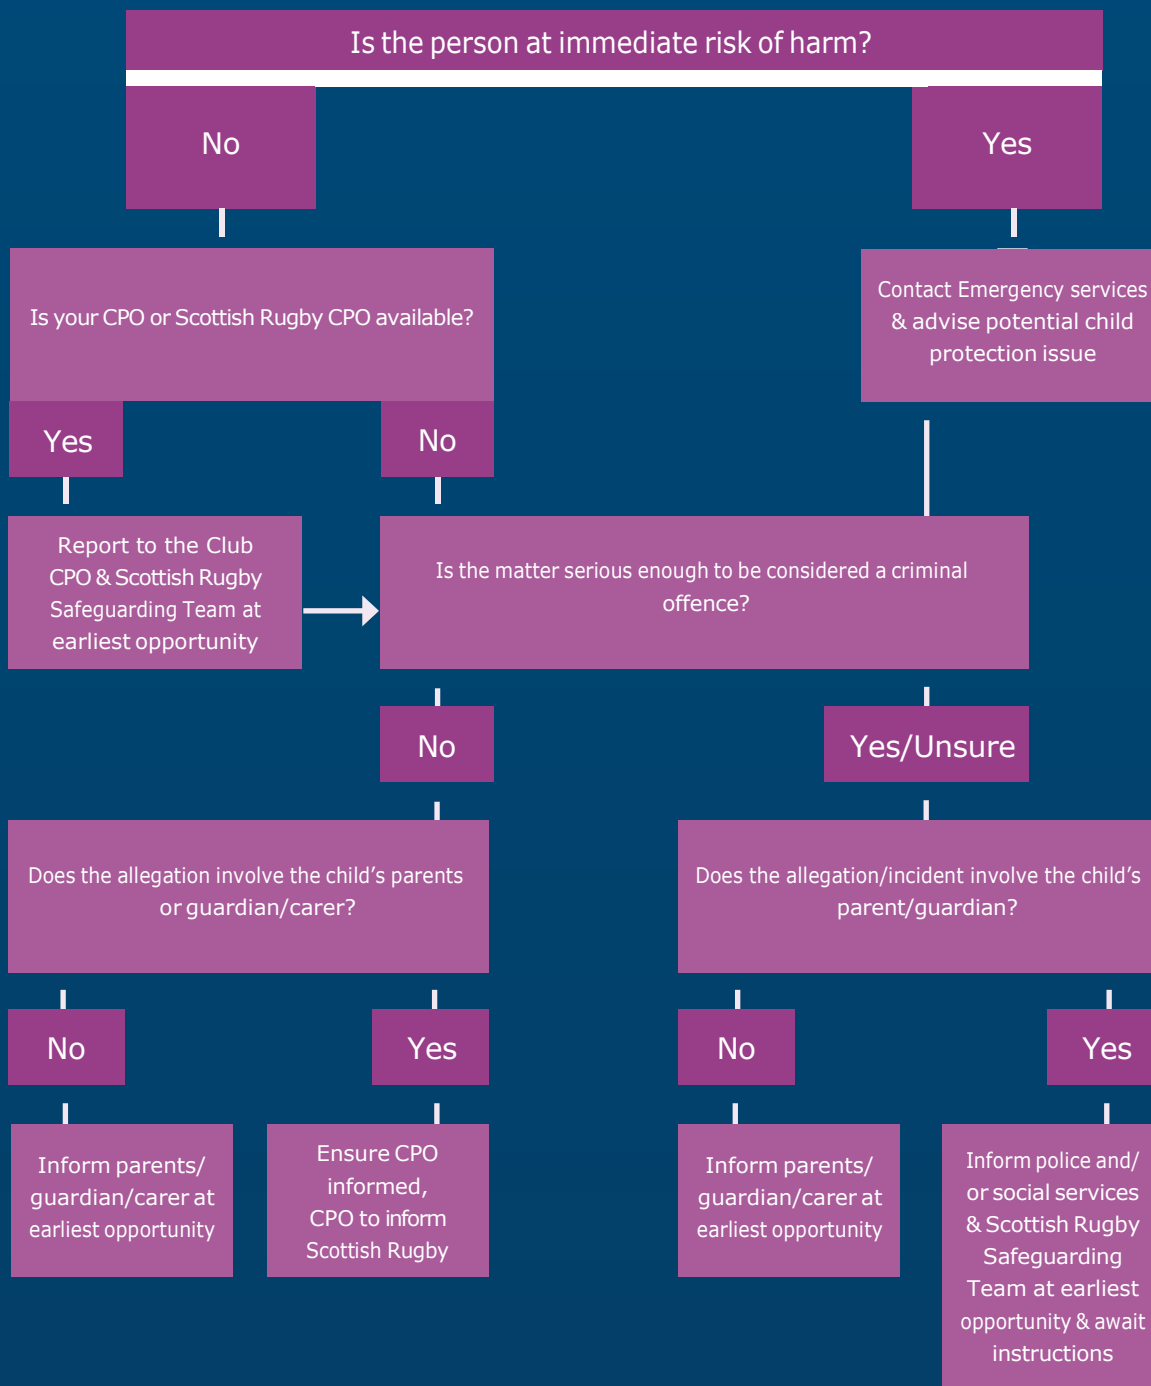 Is the person at immediate risk of harm?
No
Yes
Is your CPO or Scottish Rugby CPO available?
Contact Emergency services
& advise potential child
protection issue
Yes
No
Report to the Club
CPO & Scottish Rugby
Safeguarding Team at
earliest opportunity
Is the matter serious enough to be considered a criminal
offence?
No
Yes/Unsure
Does the allegation involve the child’s parents
or guardian/carer?
Does the allegation/incident involve the child’s
parent/guardian?
No
Yes
No
Yes
Inform parents/
guardian/carer at
earliest opportunity
Ensure CPO
informed,
CPO to inform
Scottish Rugby
Inform parents/
guardian/carer at
earliest opportunity
Inform police and/
or social services
& Scottish Rugby
Safeguarding
Team at earliest
opportunity & await
instructions